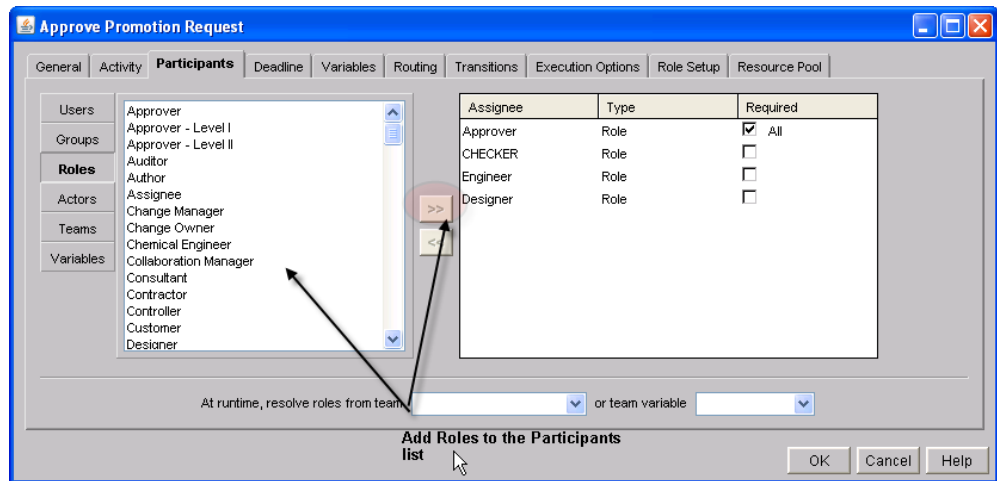 Approve Promotion Request
General Activity Participants Deadline Variables Routing Transitions Execution Options Role Setup Resource Pool
Users
Groups
Roles
Actors
Teams
Variables
Approver
Approver - Level I
Approver - Level II
Auditor
Author
Assignee
Change Manager
Change Owner
Chemical Engineer
Collaboration Manager
Consultant
Contractor
Controller
Customer
Designer
>>
<<
Assignee Type Required
Approver Role All
CHECKER Role
Engineer Role
Designer Role
At runtime, resolve roles from team or team variable
Add Roles to the Participants
list
OK Cancel Help